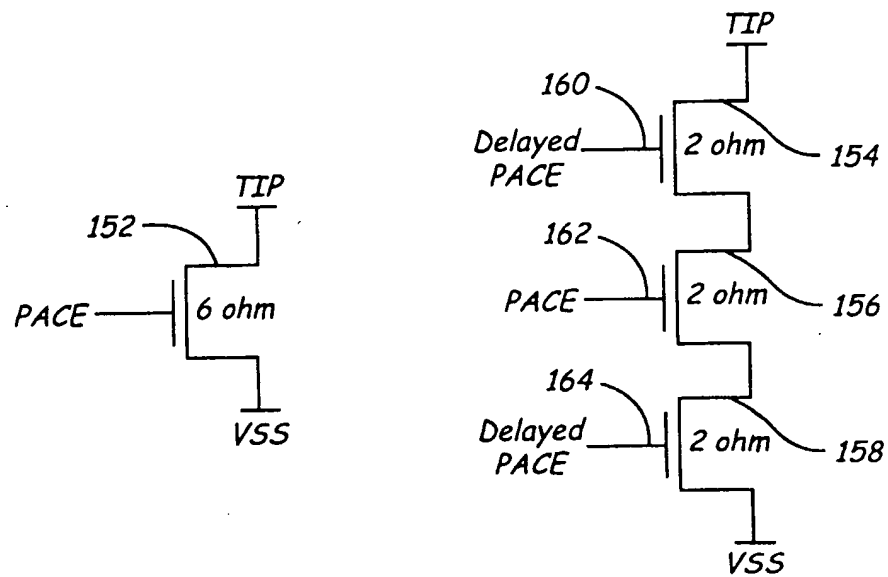 TIP
152
PACE
6 ohm
VSS
TIP
160
Delayed
PACE
2 ohm
154
162
PACE
2 ohm
156
164
Delayed
PACE
2 ohm
158
VSS